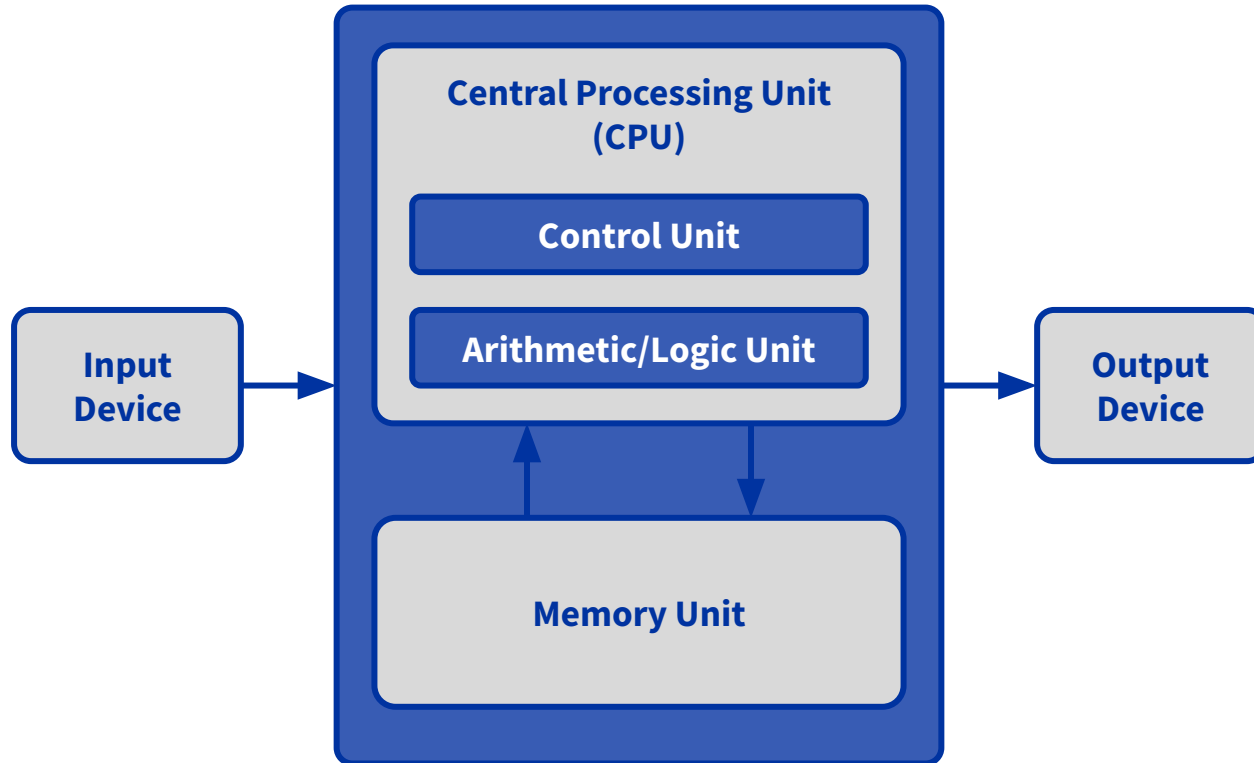 Central Processing Unit
(CPU)
Control Unit
Arithmetic/Logic Unit
Input
Device
Output
Device
Memory Unit